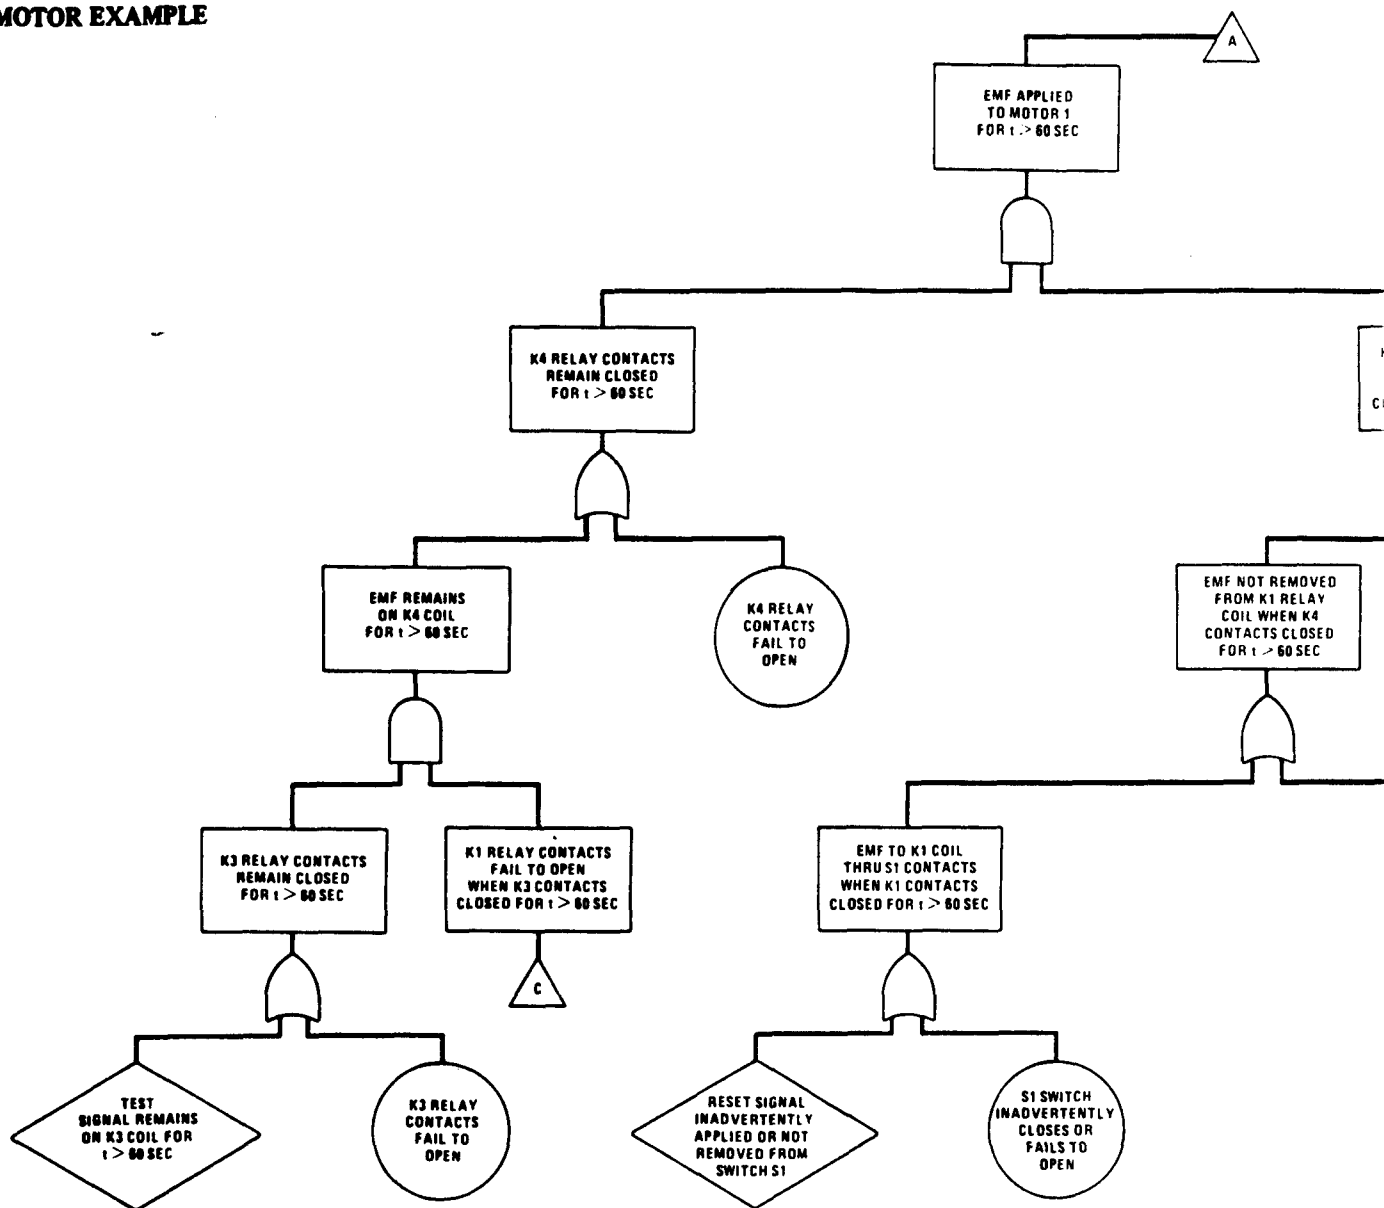 MOTOR EXAMPLE
A
EMF APPLIED
TO MOTOR 1
FOR t > 60 SEC
K4 RELAY CONTACTS
REMAIN CLOSED
FOR t > 60 SEC
EMF REMAINS
ON K4 COIL
FOR t > 60 SEC
K4 RELAY
CONTACTS
FAIL TO
OPEN
EMF NOT REMOVED
FROM K1 RELAY
COIL WHEN K4
CONTACTS CLOSED
FOR t > 60 SEC
K3 RELAY CONTACTS
REMAIN CLOSED
FOR t > 60 SEC
K1 RELAY CONTACTS
FAIL TO OPEN
WHEN K3 CONTACTS
CLOSED FOR t > 60 SEC
EMF TO K1 COIL
THRU S1 CONTACTS
WHEN K1 CONTACTS
CLOSED FOR t > 60 SEC
C
TEST
SIGNAL REMAINS
ON K3 COIL FOR
t > 60 SEC
K3 RELAY
CONTACTS
FAIL TO
OPEN
RESET SIGNAL
INADVERTENTLY
APPLIED OR NOT
REMOVED FROM
SWITCH S1
S1 SWITCH
INADVERTENTLY
CLOSES OR
FAILS TO
OPEN